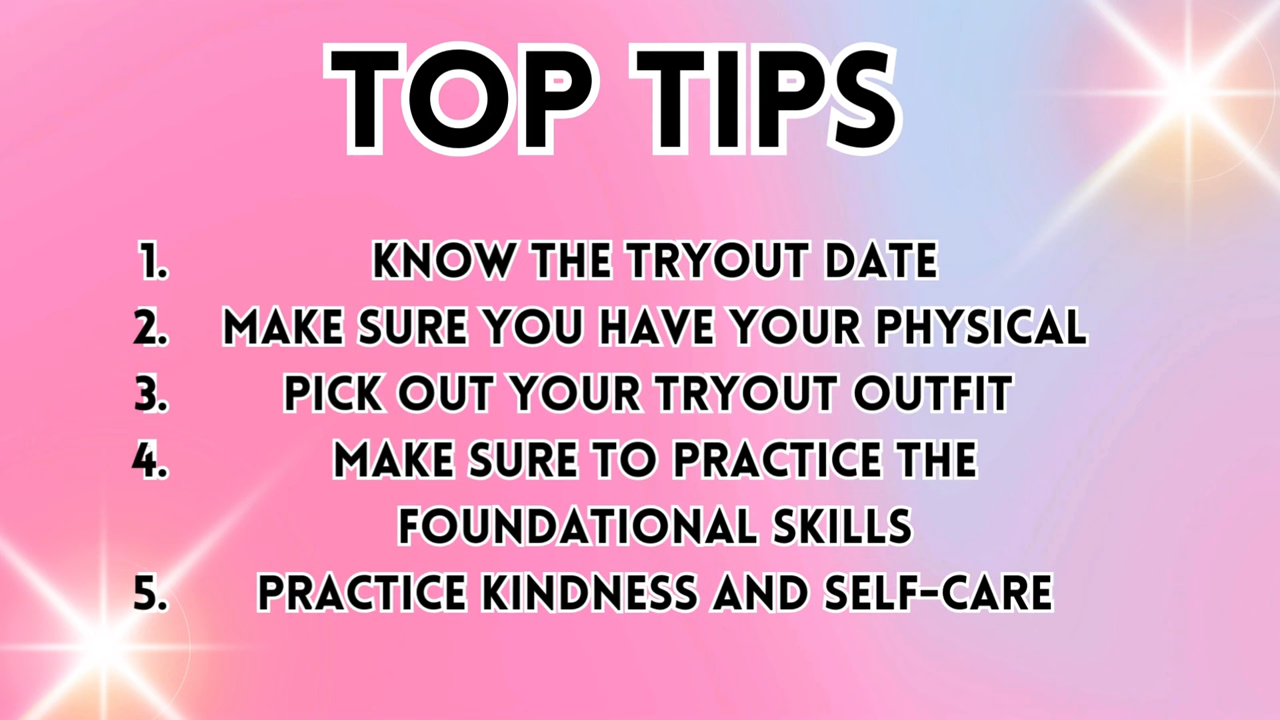 TOP TIPS
1. KNOW THE TRYOUT DATE
2. MAKE SURE YOU HAVE YOUR PHYSICAL
3. PICK OUT YOUR TRYOUT OUTFIT
4. MAKE SURE TO PRACTICE THE
FOUNDATIONAL SKILLS
5. PRACTICE KINDNESS AND SELF-CARE